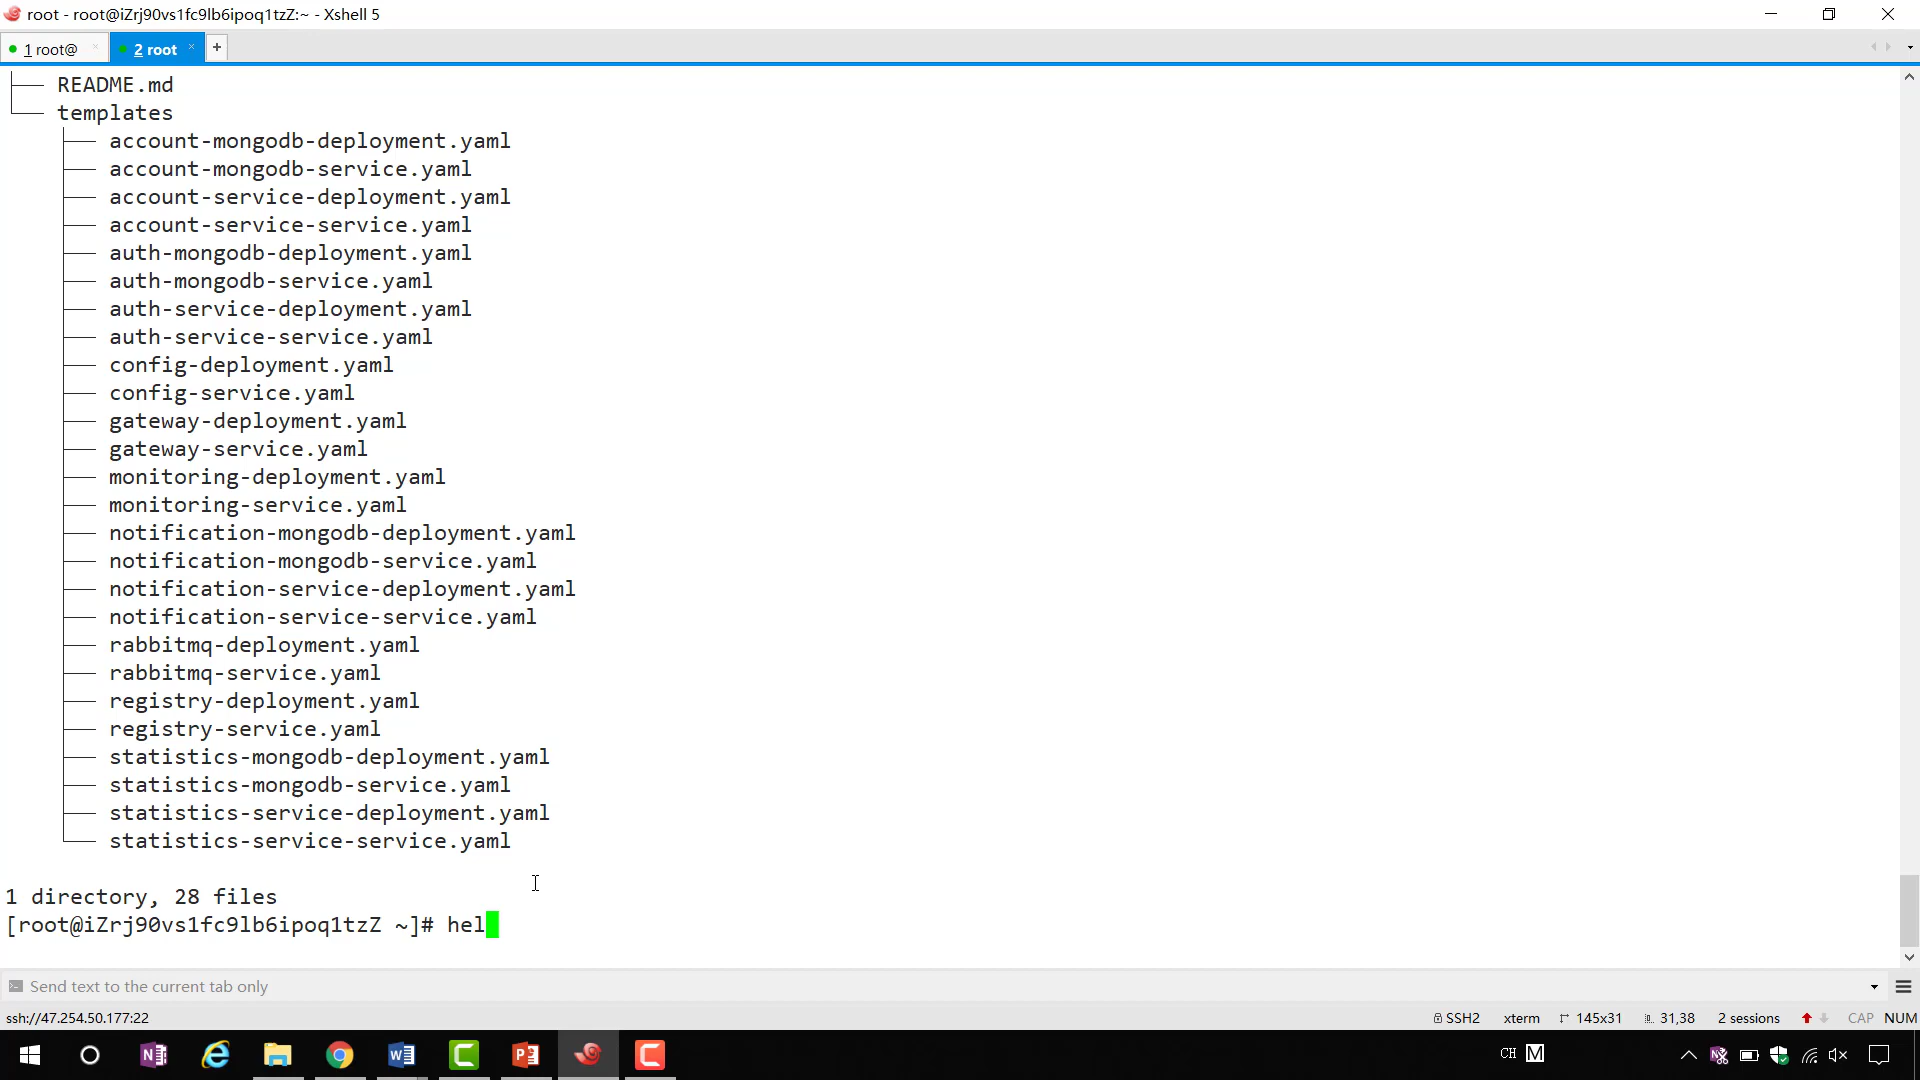 root - root@iZrj90vs1fc9lb6ipoq1tzZ:~ - Xshell 5
1 root@ × 2 root × +
README.md
templates
account-mongodb-deployment.yaml
account-mongodb-service.yaml
account-service-deployment.yaml
account-service-service.yaml
auth-mongodb-deployment.yaml
auth-mongodb-service.yaml
auth-service-deployment.yaml
auth-service-service.yaml
config-deployment.yaml
config-service.yaml
gateway-deployment.yaml
gateway-service.yaml
monitoring-deployment.yaml
monitoring-service.yaml
notification-mongodb-deployment.yaml
notification-mongodb-service.yaml
notification-service-deployment.yaml
notification-service-service.yaml
rabbitmq-deployment.yaml
rabbitmq-service.yaml
registry-deployment.yaml
registry-service.yaml
statistics-mongodb-deployment.yaml
statistics-mongodb-service.yaml
statistics-service-deployment.yaml
statistics-service-service.yaml
1 directory, 28 files
[root@iZrj90vs1fc9lb6ipoq1tzZ ~]# hel
Send text to the current tab only
ssh://47.254.50.177:22 SSH2 xterm 145x31 31,38 2 sessions CAP NUM
CH M